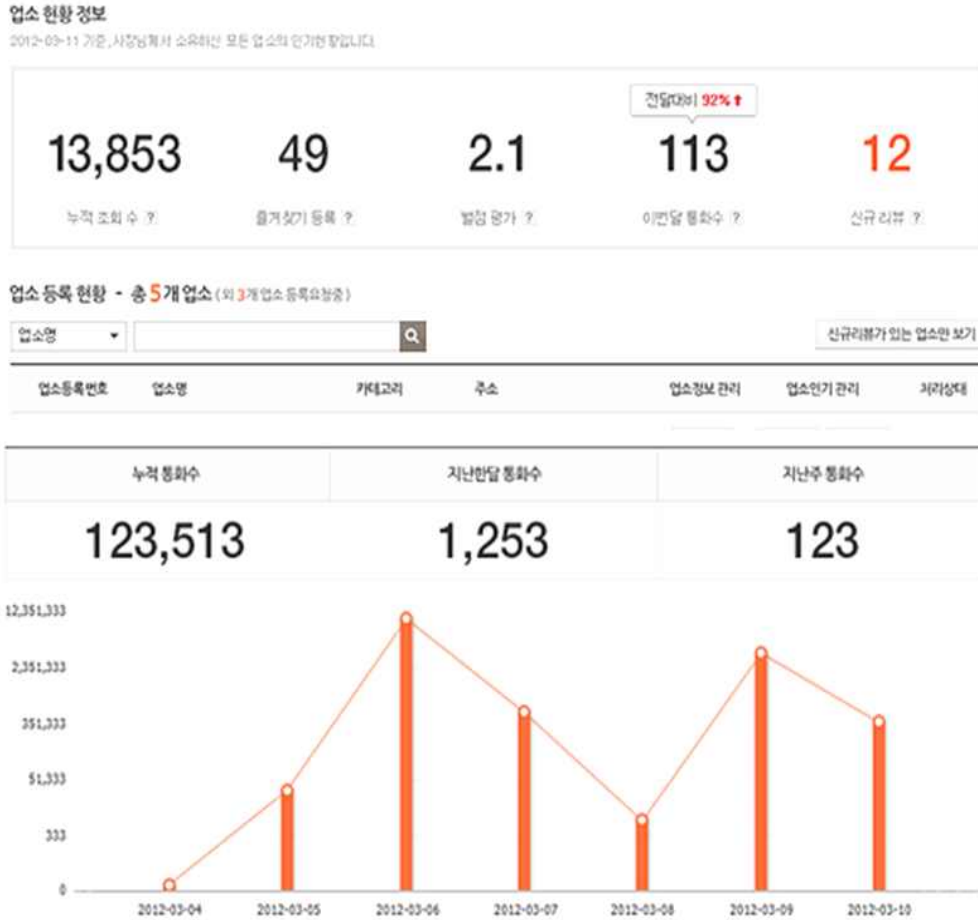 업소 현황 정보
2012-03-11 기준, 사장님께서 소유하신 모든 업소의 인기현황입니다.
전달대비 92%
13,853
49
2.1
113
12
누적 조회 수 ?
즐겨찾기 등록 ?
별점 평가 ?
이번달 통화수 ?
신규 리뷰 ?
업소 등록 현황 - 총 5개 업소 (외 3개 업소 등록요청중)
업소명
신규리뷰가 있는 업소만 보기
업소등록번호 업소명 카테고리 주소 업소정보 관리 업소인기 관리 처리상태
누적 통화수 지난한달 통화수 지난주 통화수
123,513 1,253 123
12,351,333
2,351,333
351,333
51,333
333
0
2012-03-04 2012-03-05 2012-03-06 2012-03-07 2012-03-08 2012-03-09 2012-03-10